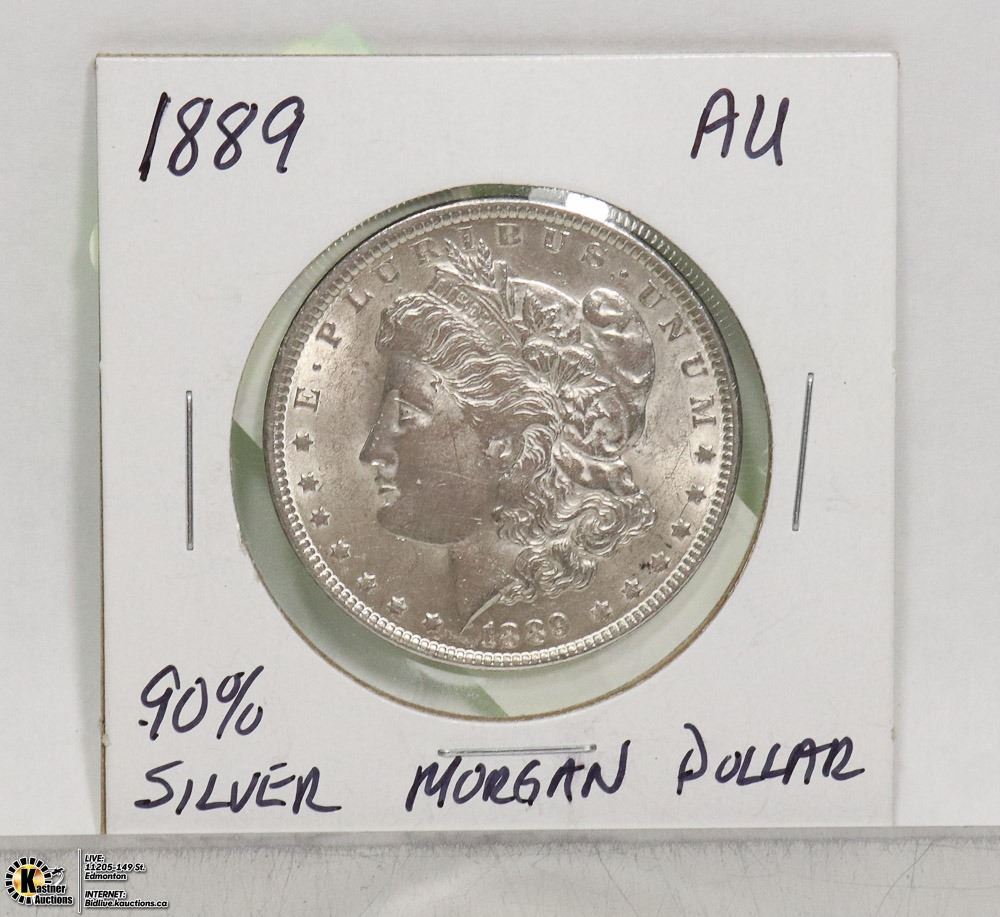 1889 AU
E · PLURIBUS · UNUM
LIBERTY
1889
90%
SILVER MORGAN DOLLAR
Kastner
Auctions
LIVE:
11205-149 St.
Edmonton
INTERNET:
Bidlive.kauctions.ca